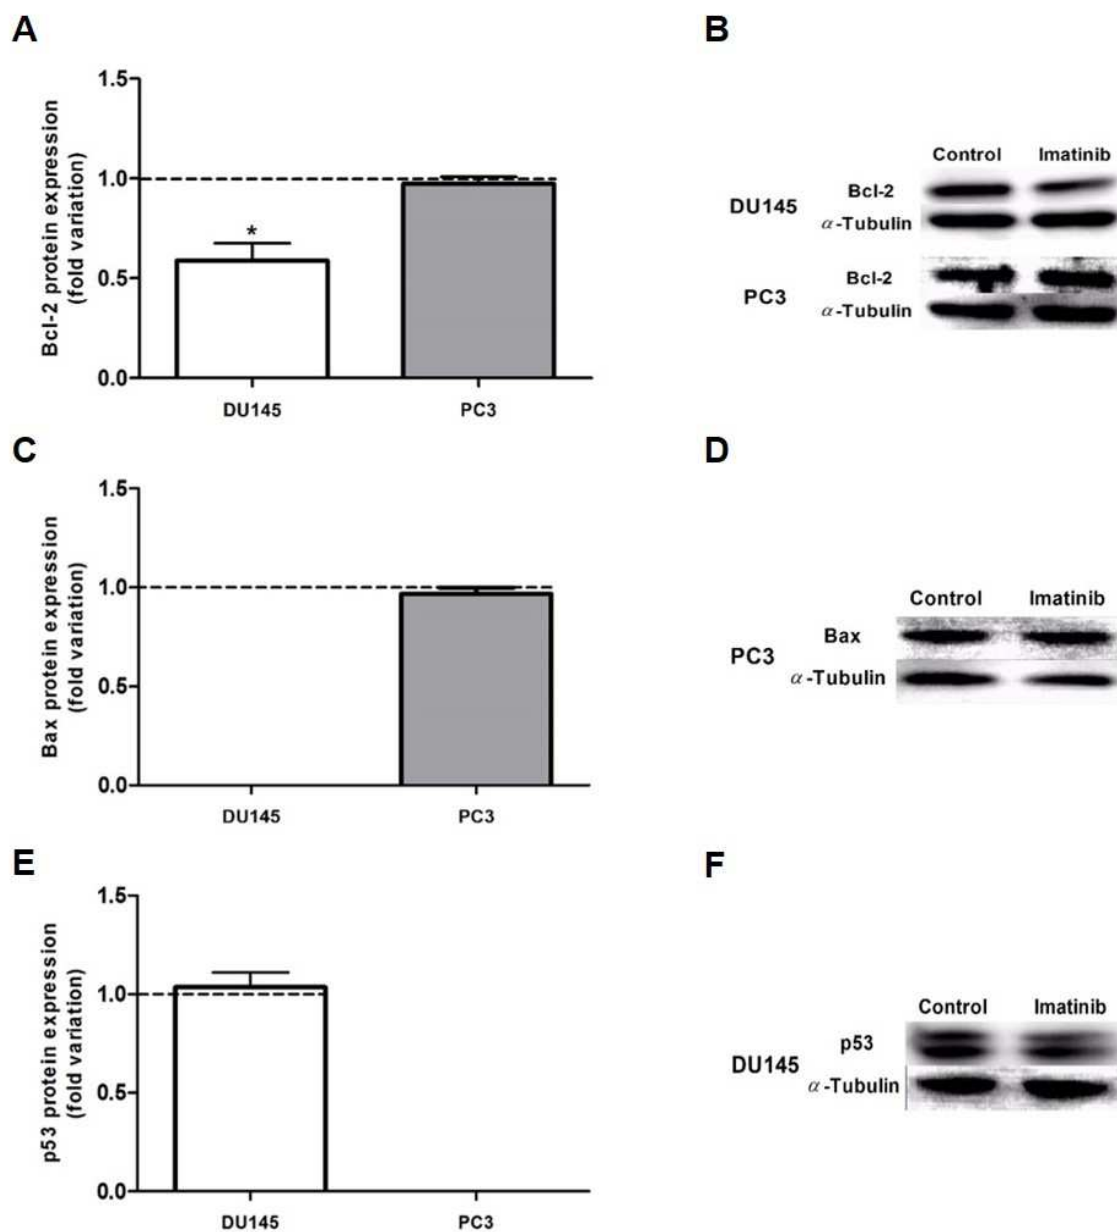 A
B
Bcl-2 protein expression
(fold variation)
1.5
1.0
0.5
0.0
*
DU145
PC3
Control
Imatinib
DU145
Bcl-2
α-Tubulin
PC3
Bcl-2
α-Tubulin
C
D
Bax protein expression
(fold variation)
1.5
1.0
0.5
0.0
DU145
PC3
Control
Imatinib
PC3
Bax
α-Tubulin
E
F
p53 protein expression
(fold variation)
1.5
1.0
0.5
0.0
DU145
PC3
Control
Imatinib
DU145
p53
α-Tubulin